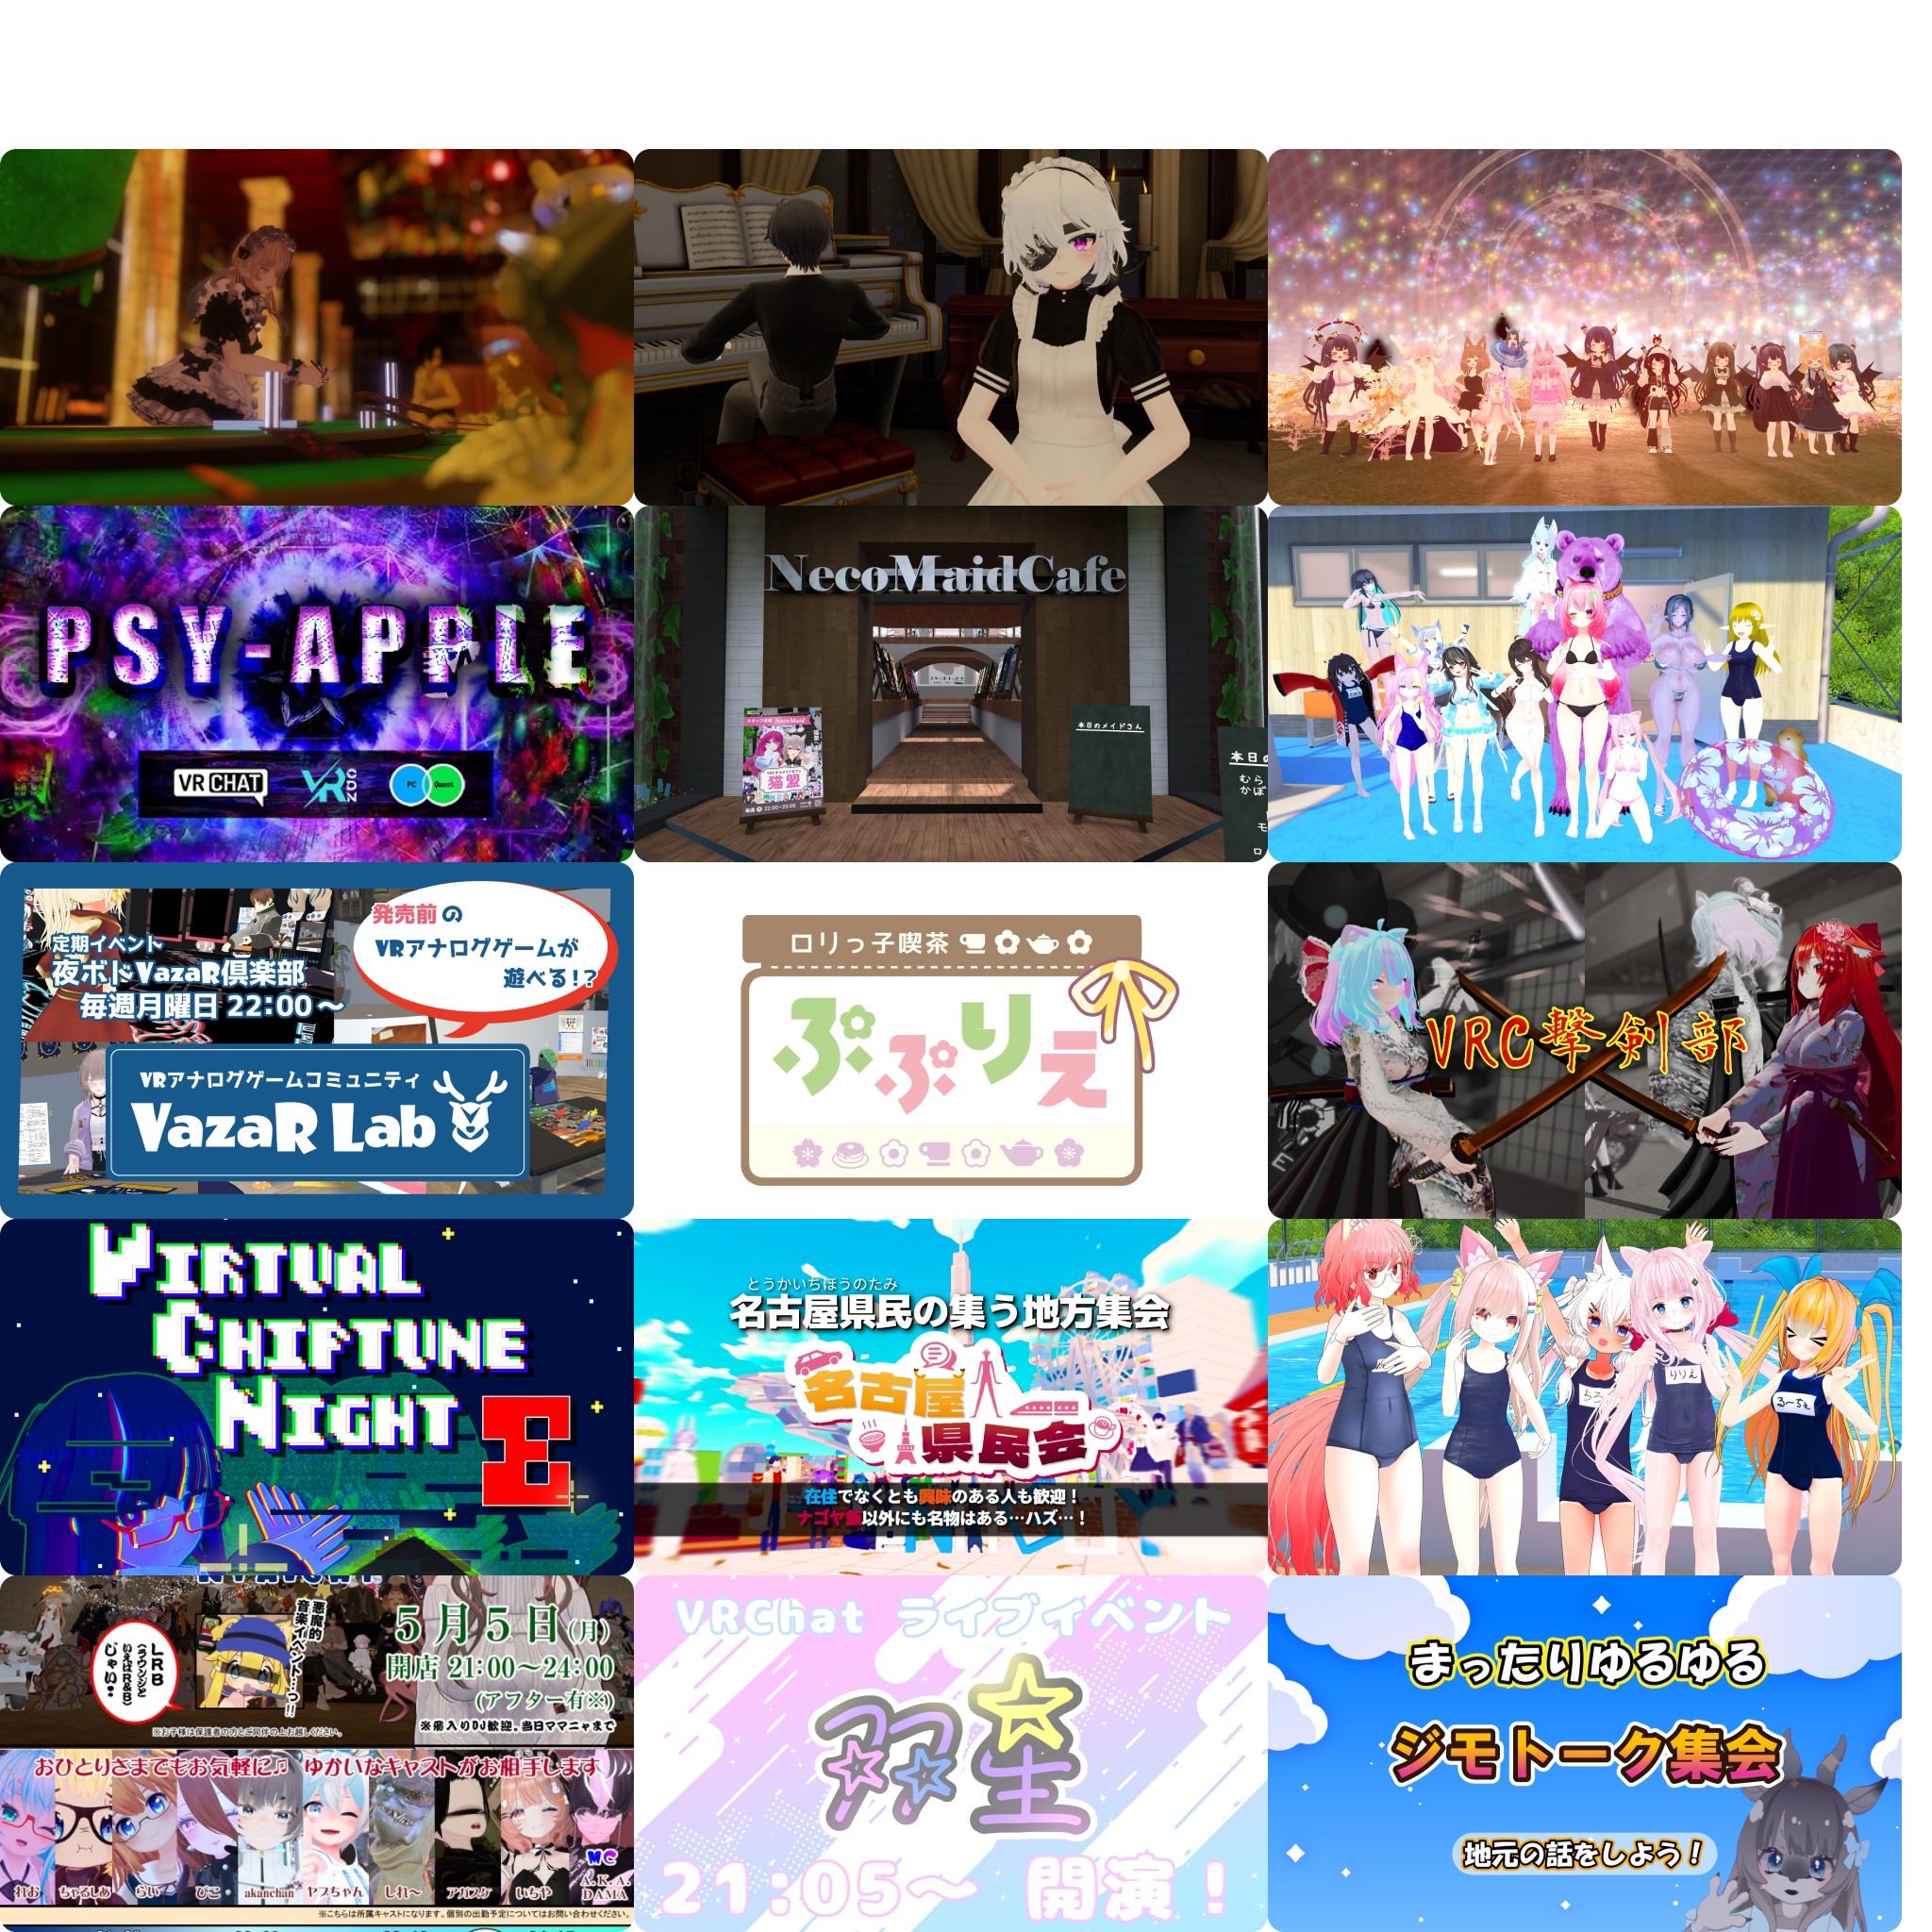 PSY-APPLE
VRCHAT
VRIZUO
PC
Quest
NecoMaidCafe
スタッフ募集 NecoMaid
猫盟
本日のメイドさん
発売前の
VRアナログゲームが
遊べる!?
定期イベント
夜ボドVazaR倶楽部
毎週月曜日 22:00〜
VRアナログゲームコミュニティ
VazaR Lab
ロリっ子喫茶
ぷぷりえ
VRC撃剣部
VIRTUAL
CHIPTUNE
NIGHT
とうかいちほうのたみ
名古屋県民の集う地方集会
名古屋
県民会
在住でなくとも興味のある人も歓迎!
ナゴヤ飯以外にも名物はある…ハズ…!
りりえ
る〜ちぇ
LRB
(ラウンジと
いえばR&B)
じゃい!!
悪魔的
音楽イベント…っ!!
5月5日(月)
開店 21:00〜24:00
(アフター有※)
※飛入りDJ歓迎。当日ママニャまで
※お子様は保護者の方とご同伴の上お越しください。
おひとりさまでもお気軽に♫ ゆかいなキャストがお相手します
れお
ちゃるしあ
らい〜
ぴこ
akanchan
ヤブちゃん
しれ〜
アカスケ
いちや
MC
A.K.A.
DAMA
※こちらは所属キャストになります。個別の出勤予定についてはお問い合わせください。
VRChat ライブイベント
双星
21:05〜 開演!
まったりゆるゆる
ジモトーク集会
地元の話をしよう!